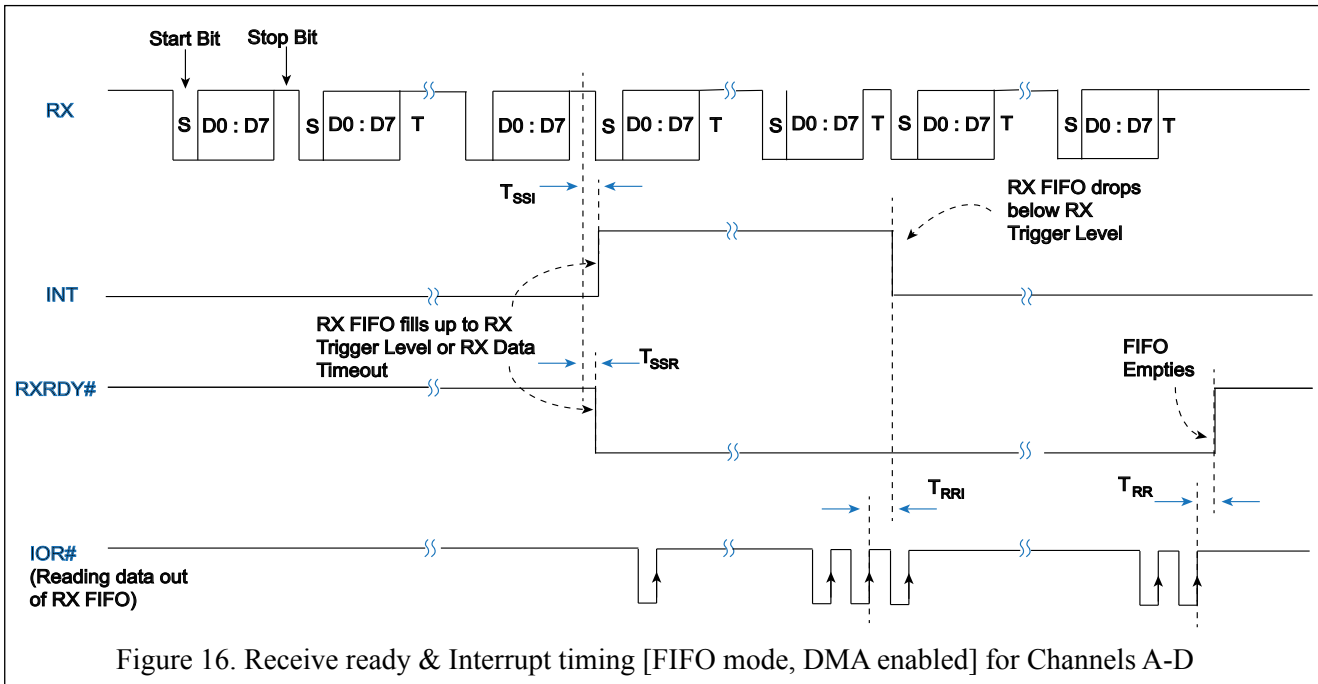 Start Bit
Stop Bit
RX
S D0 : D7 S D0 : D7 T D0 : D7 S D0 : D7 T S D0 : D7 T S D0 : D7 T S D0 : D7 T
TSSI
RX FIFO drops
below RX
Trigger Level
INT
RX FIFO fills up to RX
Trigger Level or RX Data
Timeout
TSSR
FIFO
Empties
RXRDY#
TRRI
TRR
IOR#
(Reading data out
of RX FIFO)
Figure 16. Receive ready & Interrupt timing [FIFO mode, DMA enabled] for Channels A-D